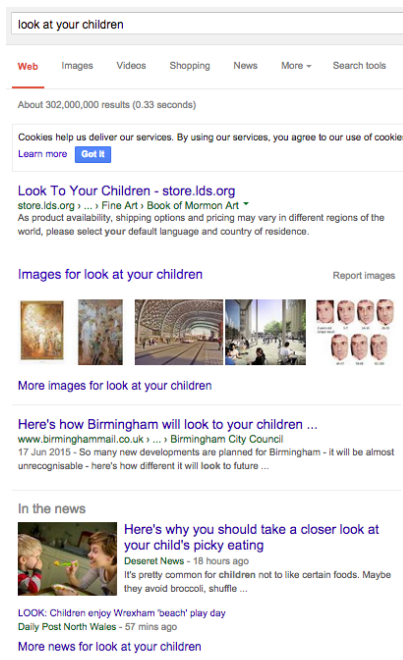 look at your children
Web Images Videos Shopping News More Search tools
About 302,000,000 results (0.33 seconds)
Cookies help us deliver our services. By using our services, you agree to our use of cookie
Learn more Got it
Look To Your Children - store.lds.org
store.lds.org › ... › Fine Art › Book of Mormon Art
As product availability, shipping options and pricing may vary in different regions of the
world, please select your default language and country of residence.
Images for look at your children Report images
More images for look at your children
Here's how Birmingham will look to your children ...
www.birminghammail.co.uk › ... › Birmingham City Council
17 Jun 2015 - So many new developments are planned for Birmingham - it will be almost
unrecognisable - here's how different it will look to future ...
In the news
Here's why you should take a closer look at
your child's picky eating
Deseret News - 18 hours ago
It's pretty common for children not to like certain foods. Maybe
they avoid broccoli, shuffle ...
LOOK: Children enjoy Wrexham 'beach' play day
Daily Post North Wales - 57 mins ago
More news for look at your children